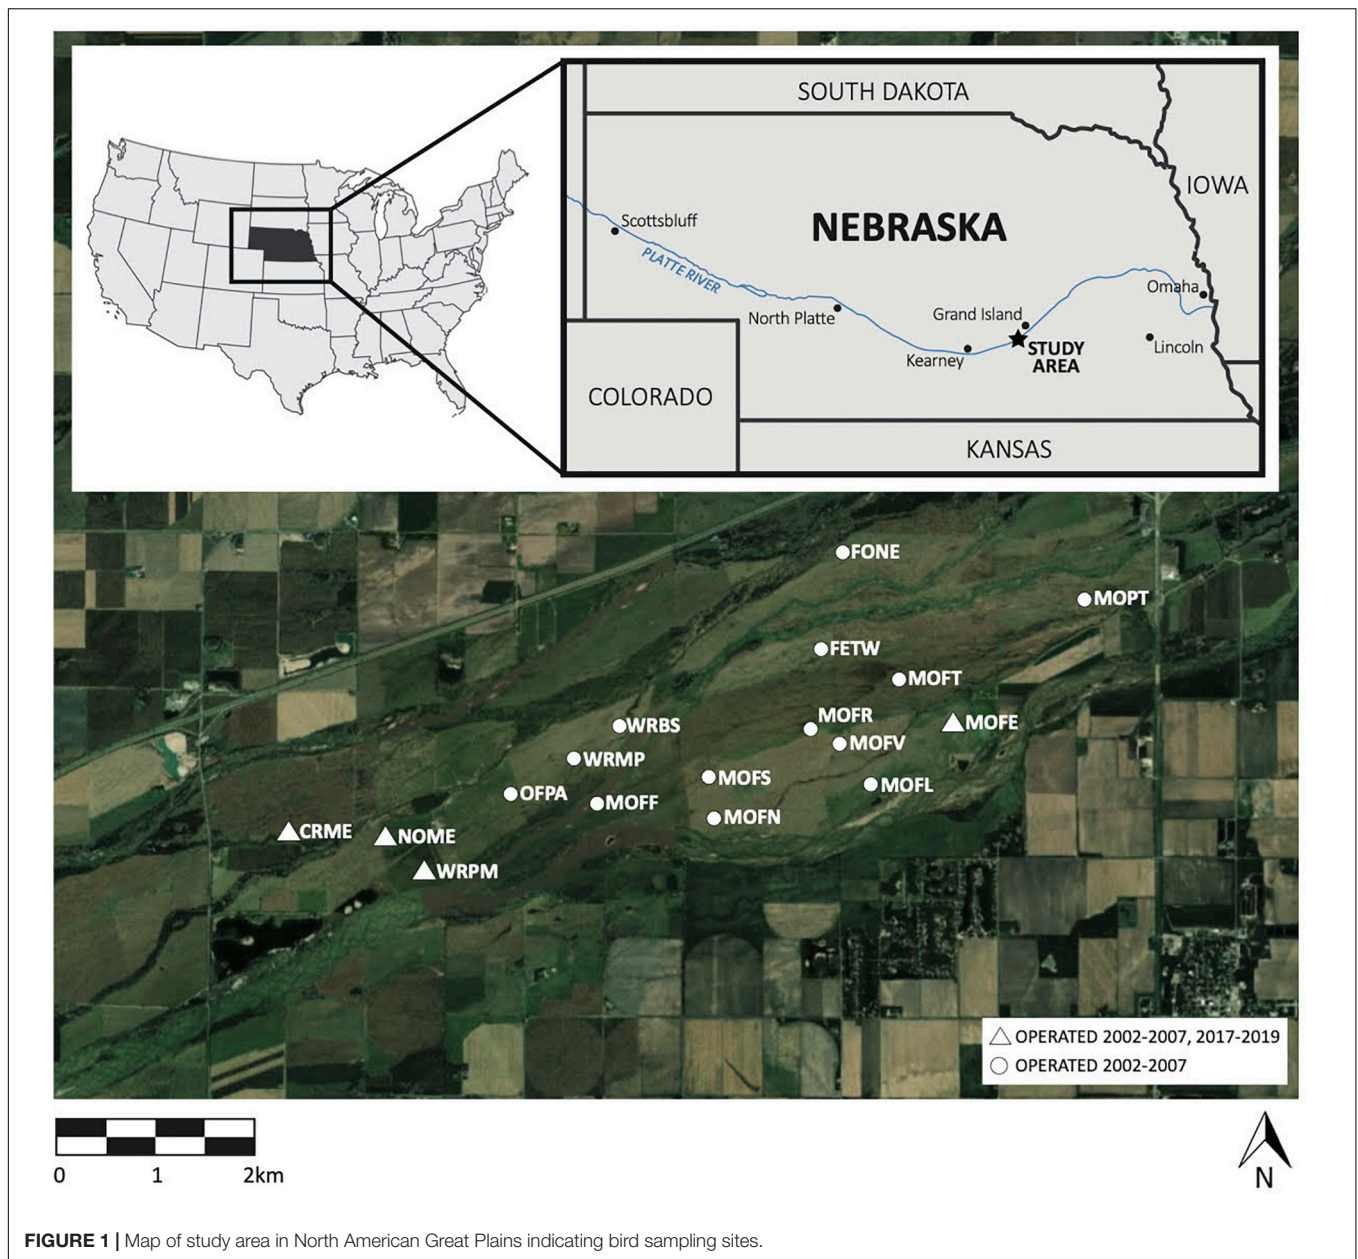 SOUTH DAKOTA
IOWA
NEBRASKA
Scottsbluff
PLATTE RIVER
Omaha
North Platte
Grand Island
Kearney
STUDY
AREA
Lincoln
COLORADO
KANSAS
FONE
MOPT
FETW
MOFT
MOFR
MOFE
WRBS
MOFV
WRMP
MOFS
MOFL
OFPA
MOFF
MOFN
CRME
NOME
WRPM
OPERATED 2002-2007, 2017-2019
OPERATED 2002-2007
0 1 2km
N
FIGURE 1 | Map of study area in North American Great Plains indicating bird sampling sites.